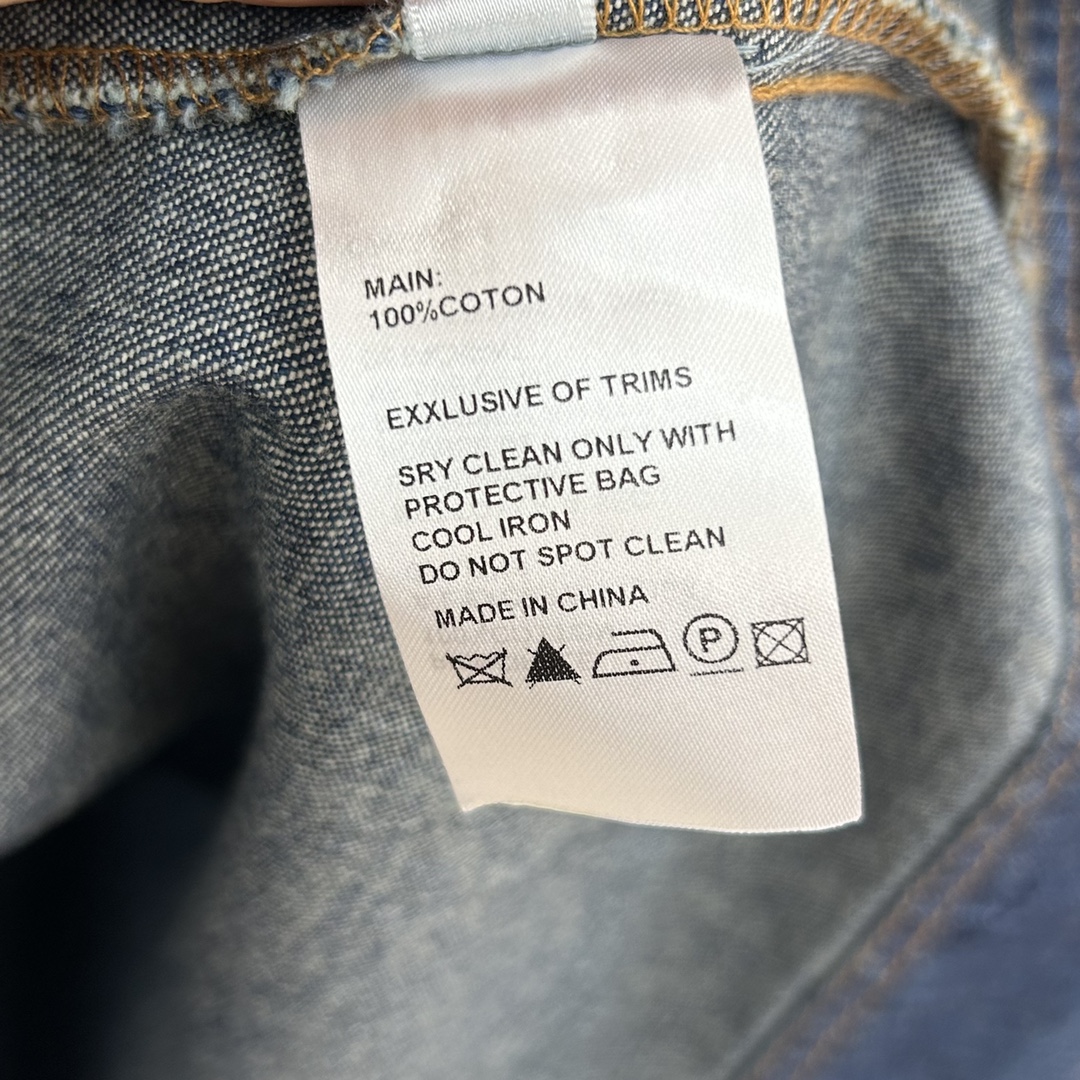 MAIN:
100%COTON
EXXLUSIVE OF TRIMS
SRY CLEAN ONLY WITH
PROTECTIVE BAG
COOL IRON
DO NOT SPOT CLEAN
MADE IN CHINA
P